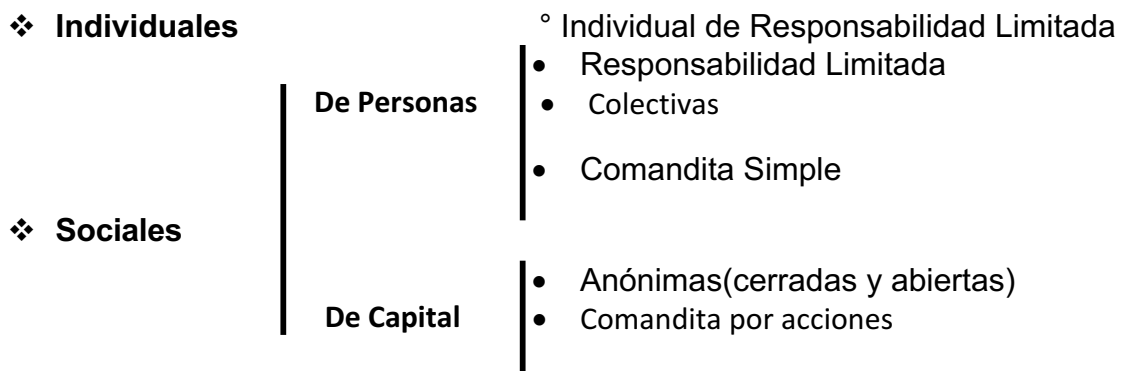 ❖ Individuales ° Individual de Responsabilidad Limitada
• Responsabilidad Limitada
De Personas • Colectivas
• Comandita Simple
❖ Sociales
• Anónimas(cerradas y abiertas)
De Capital • Comandita por acciones